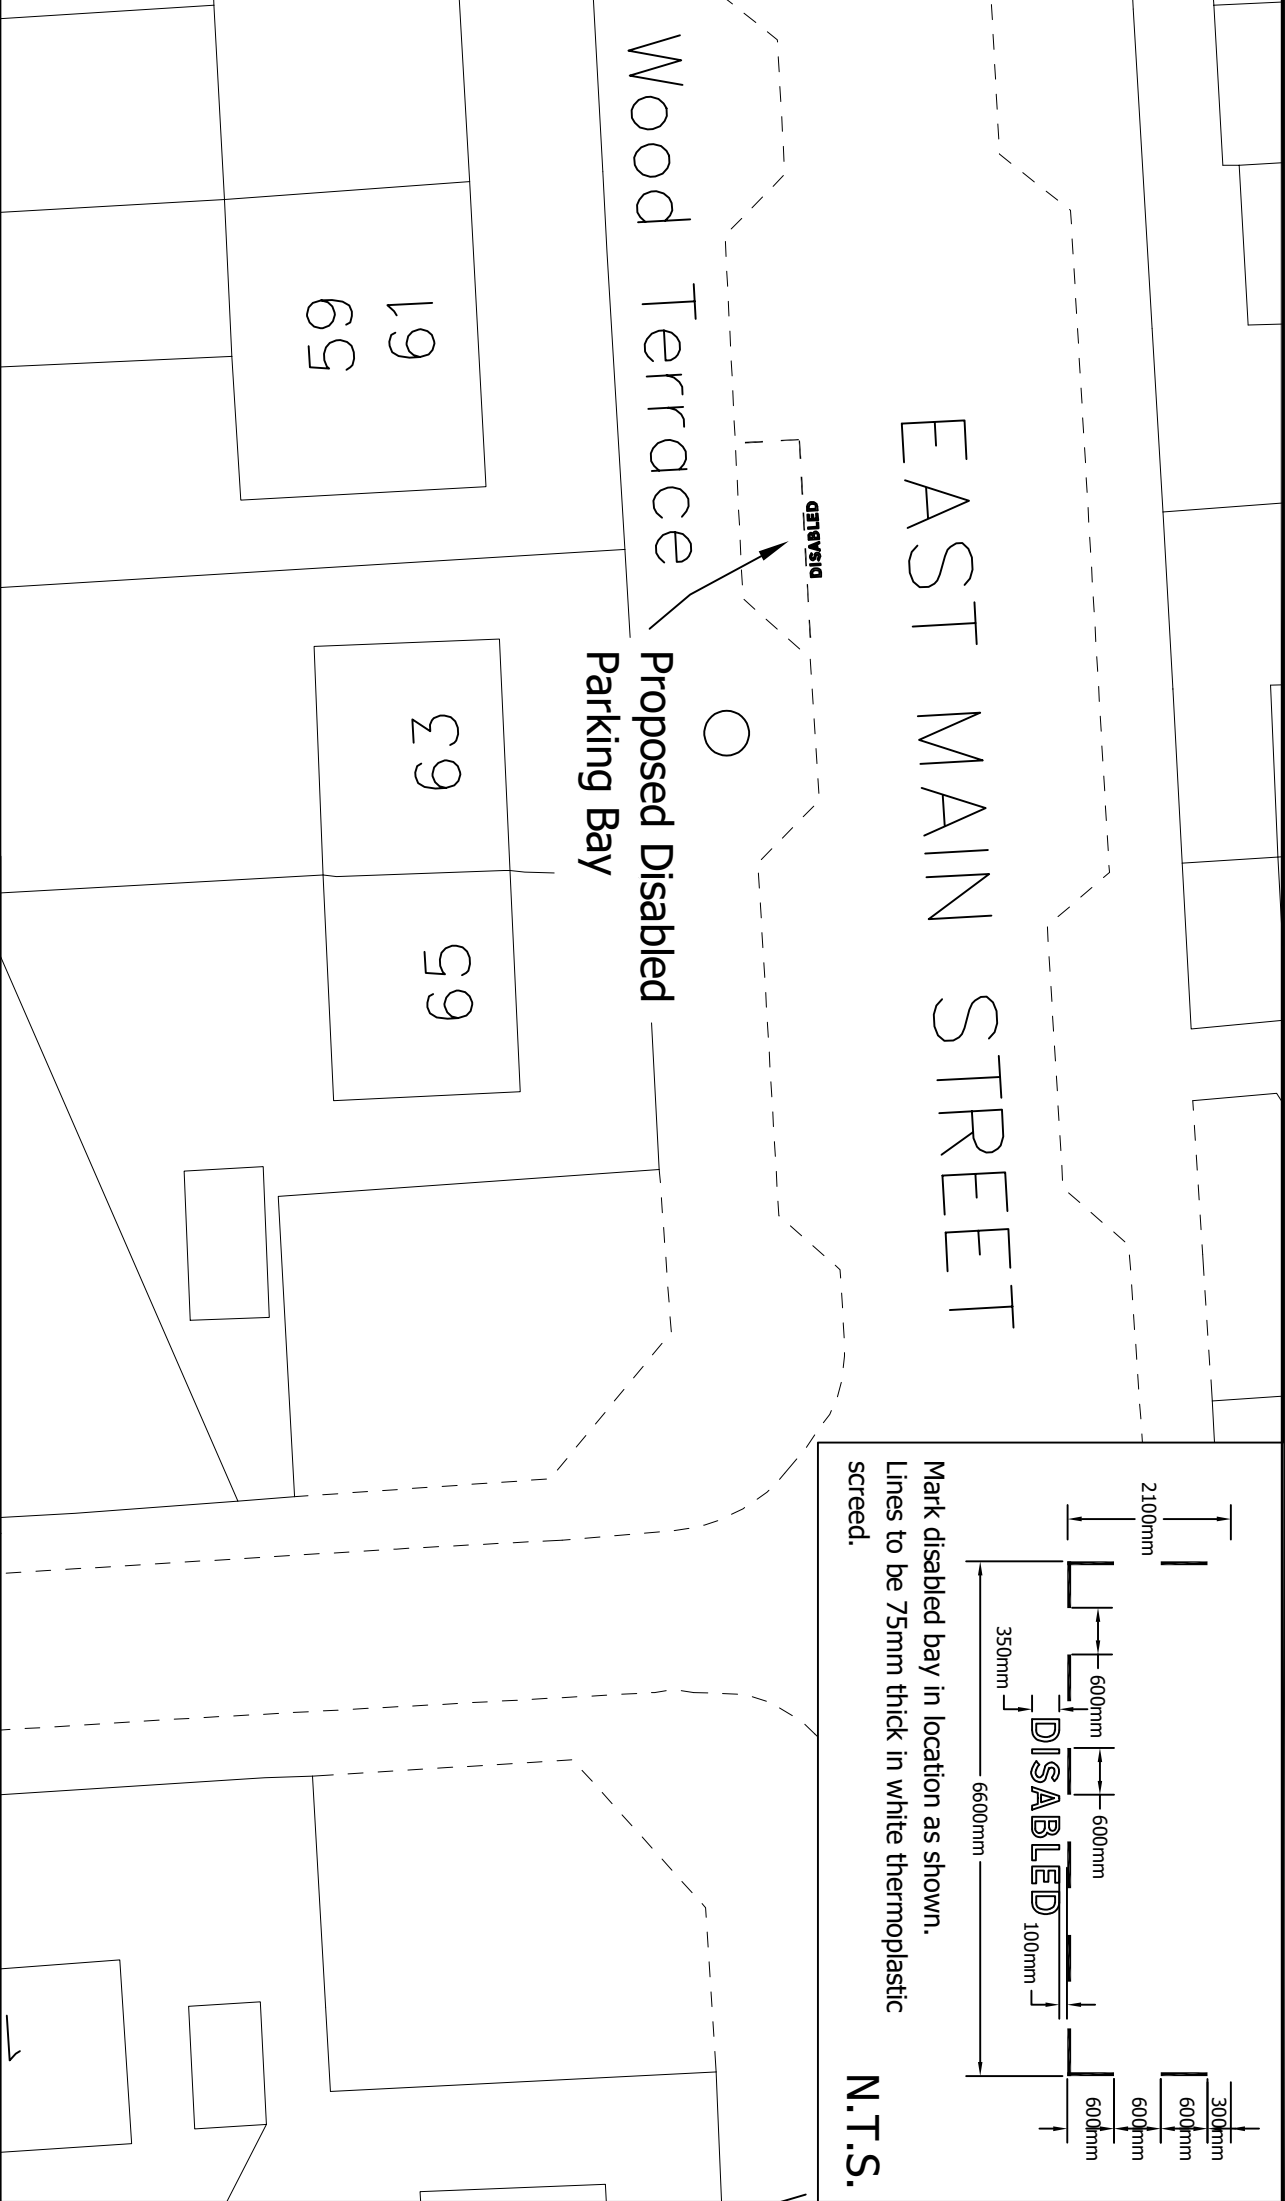 EAST MAIN STREET
DISABLED
Wood Terrace
Proposed Disabled
Parking Bay
61
59
63
65
1
2100mm
300mm
600mm
600mm
600mm
600mm
600mm
DISABLED
350mm
100mm
6600mm
Mark disabled bay in location as shown.
Lines to be 75mm thick in white thermoplastic
screed.
N.T.S.